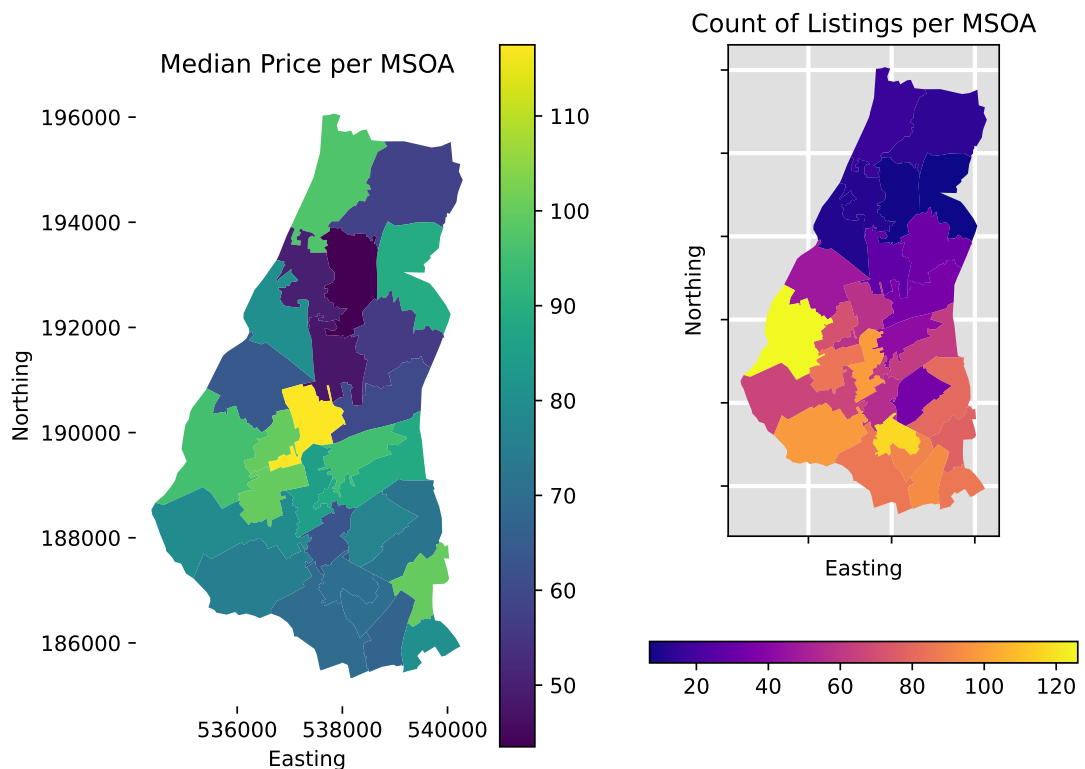 Median Price per MSOA
Northing
196000
194000
192000
190000
188000
186000
536000 538000 540000
Easting
110
100
90
80
70
60
50
Count of Listings per MSOA
Northing
Easting
20 40 60 80 100 120